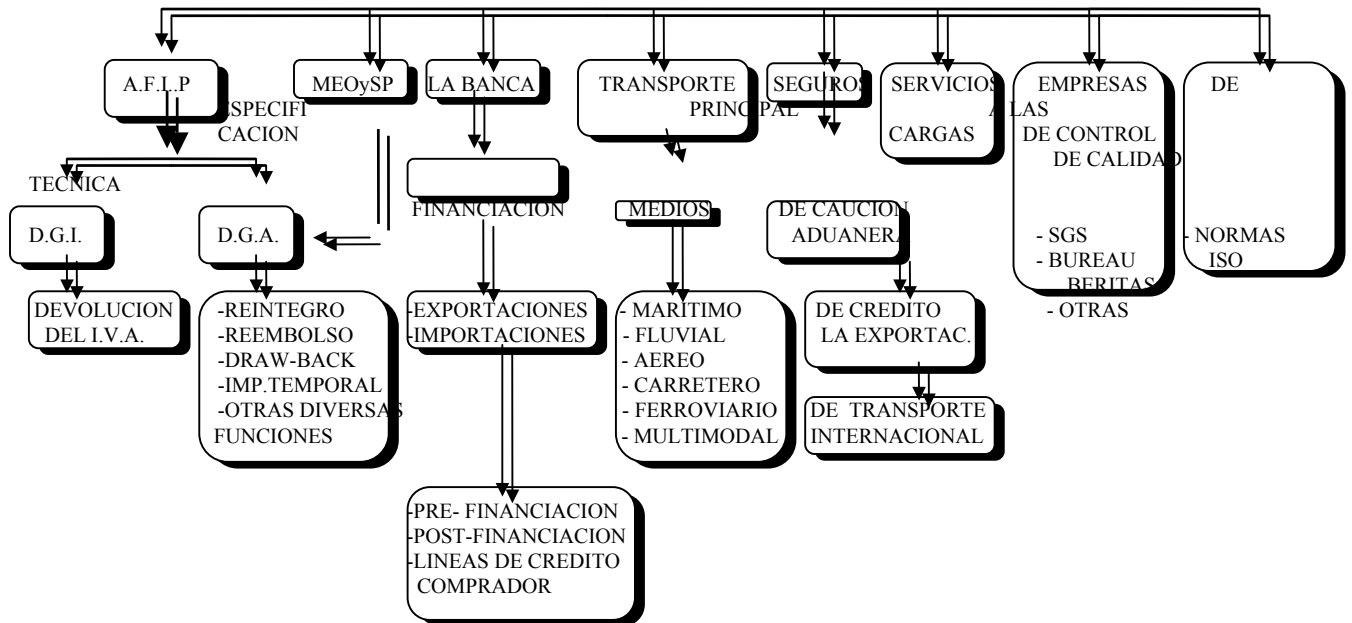 A.F.I.P
MEOySP
LA BANCA
TRANSPORTE
PRINCIPAL
SEGUROS
SERVICIOS
A LAS
CARGAS
EMPRESAS
DE CONTROL
DE CALIDAD
- SGS
- BUREAU
BERITAS
- OTRAS
DE
- NORMAS
ISO
ESPECIFI
CACION
TECNICA
D.G.I.
D.G.A.
FINANCIACION
MEDIOS
DE CAUCION
ADUANERA
DEVOLUCION
DEL I.V.A.
-REINTEGRO
-REEMBOLSO
-DRAW-BACK
-IMP.TEMPORAL
-OTRAS DIVERSAS
FUNCIONES
-EXPORTACIONES
-IMPORTACIONES
- MARITIMO
- FLUVIAL
- AEREO
- CARRETERO
- FERROVIARIO
- MULTIMODAL
DE CREDITO
LA EXPORTAC.
DE TRANSPORTE
INTERNACIONAL
-PRE- FINANCIACION
-POST-FINANCIACION
-LINEAS DE CREDITO
COMPRADOR